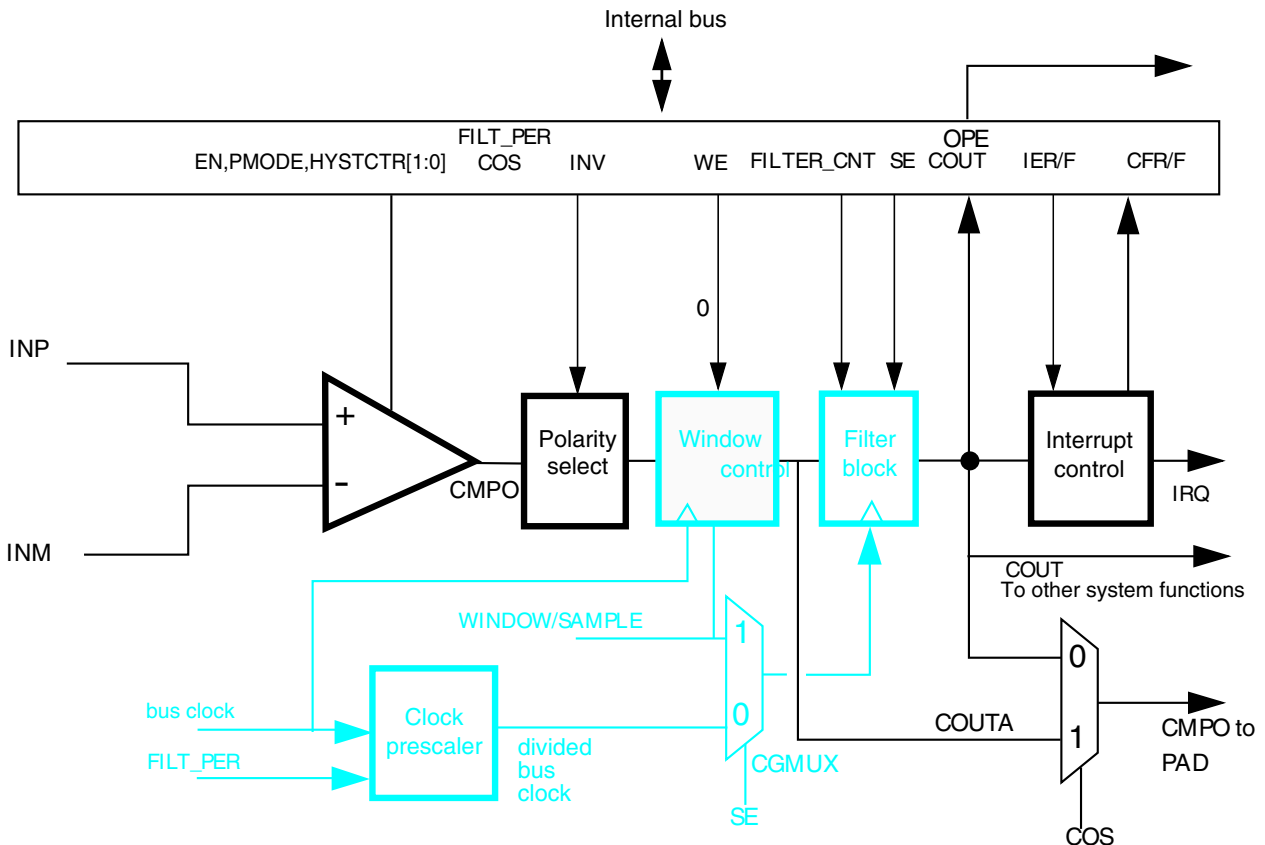 Internal bus
FILT_PER
OPE
EN,PMODE,HYSTCTR[1:0]
COS
INV
WE
FILTER_CNT
SE
COUT
IER/F
CFR/F
0
INP
INM
+
-
CMPO
Polarity
select
Window
control
Filter
block
Interrupt
control
IRQ
COUT
To other system functions
WINDOW/SAMPLE
1
0
CGMUX
SE
bus clock
FILT_PER
Clock
prescaler
divided
bus
clock
COUTA
0
1
CMPO to
PAD
COS